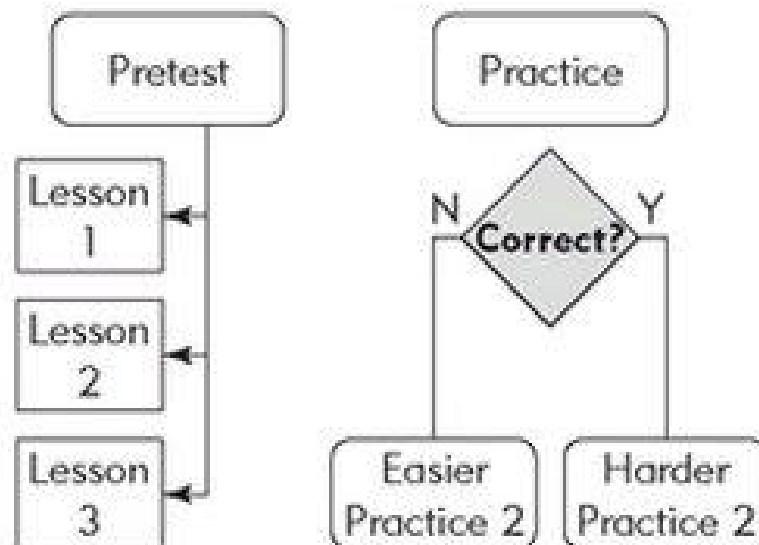 Pretest
Lesson
1
Lesson
2
Lesson
3
Practice
N
Correct?
Y
Easier
Practice 2
Harder
Practice 2